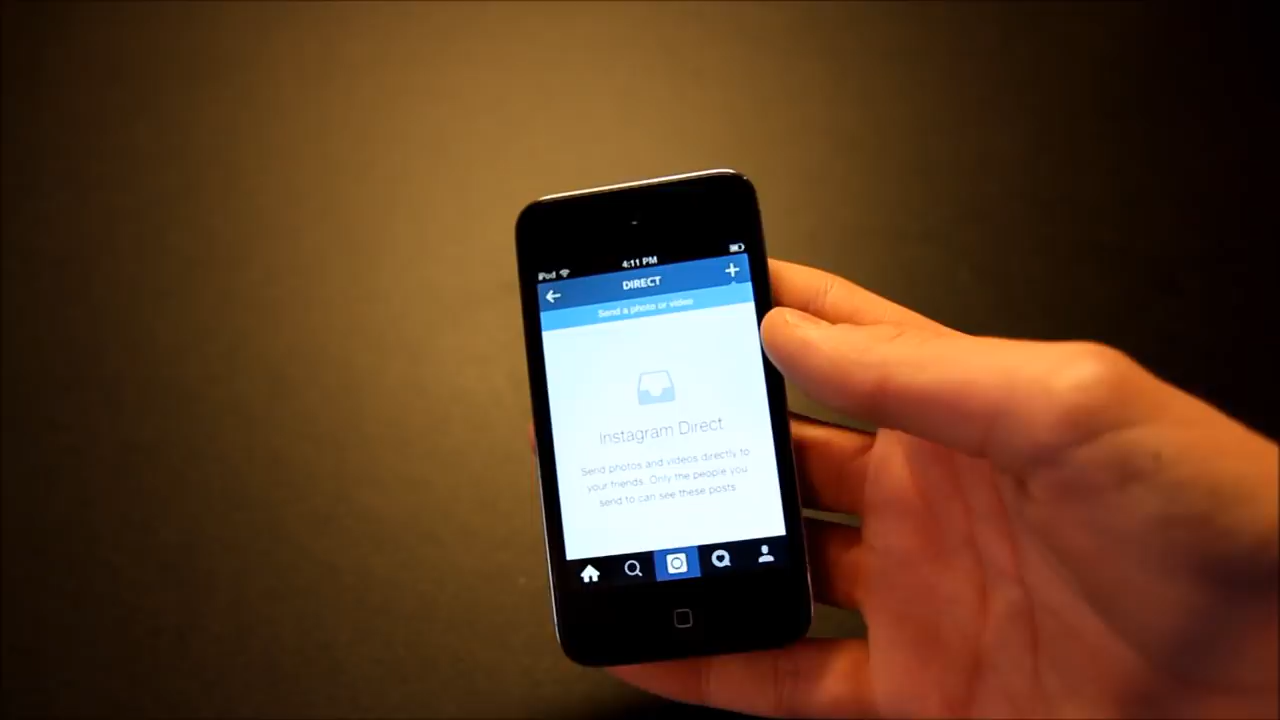 iPod 4:11 PM
DIRECT
Send a photo or video
Instagram Direct
Send photos and videos directly to
your friends. Only the people you
send to can see these posts.